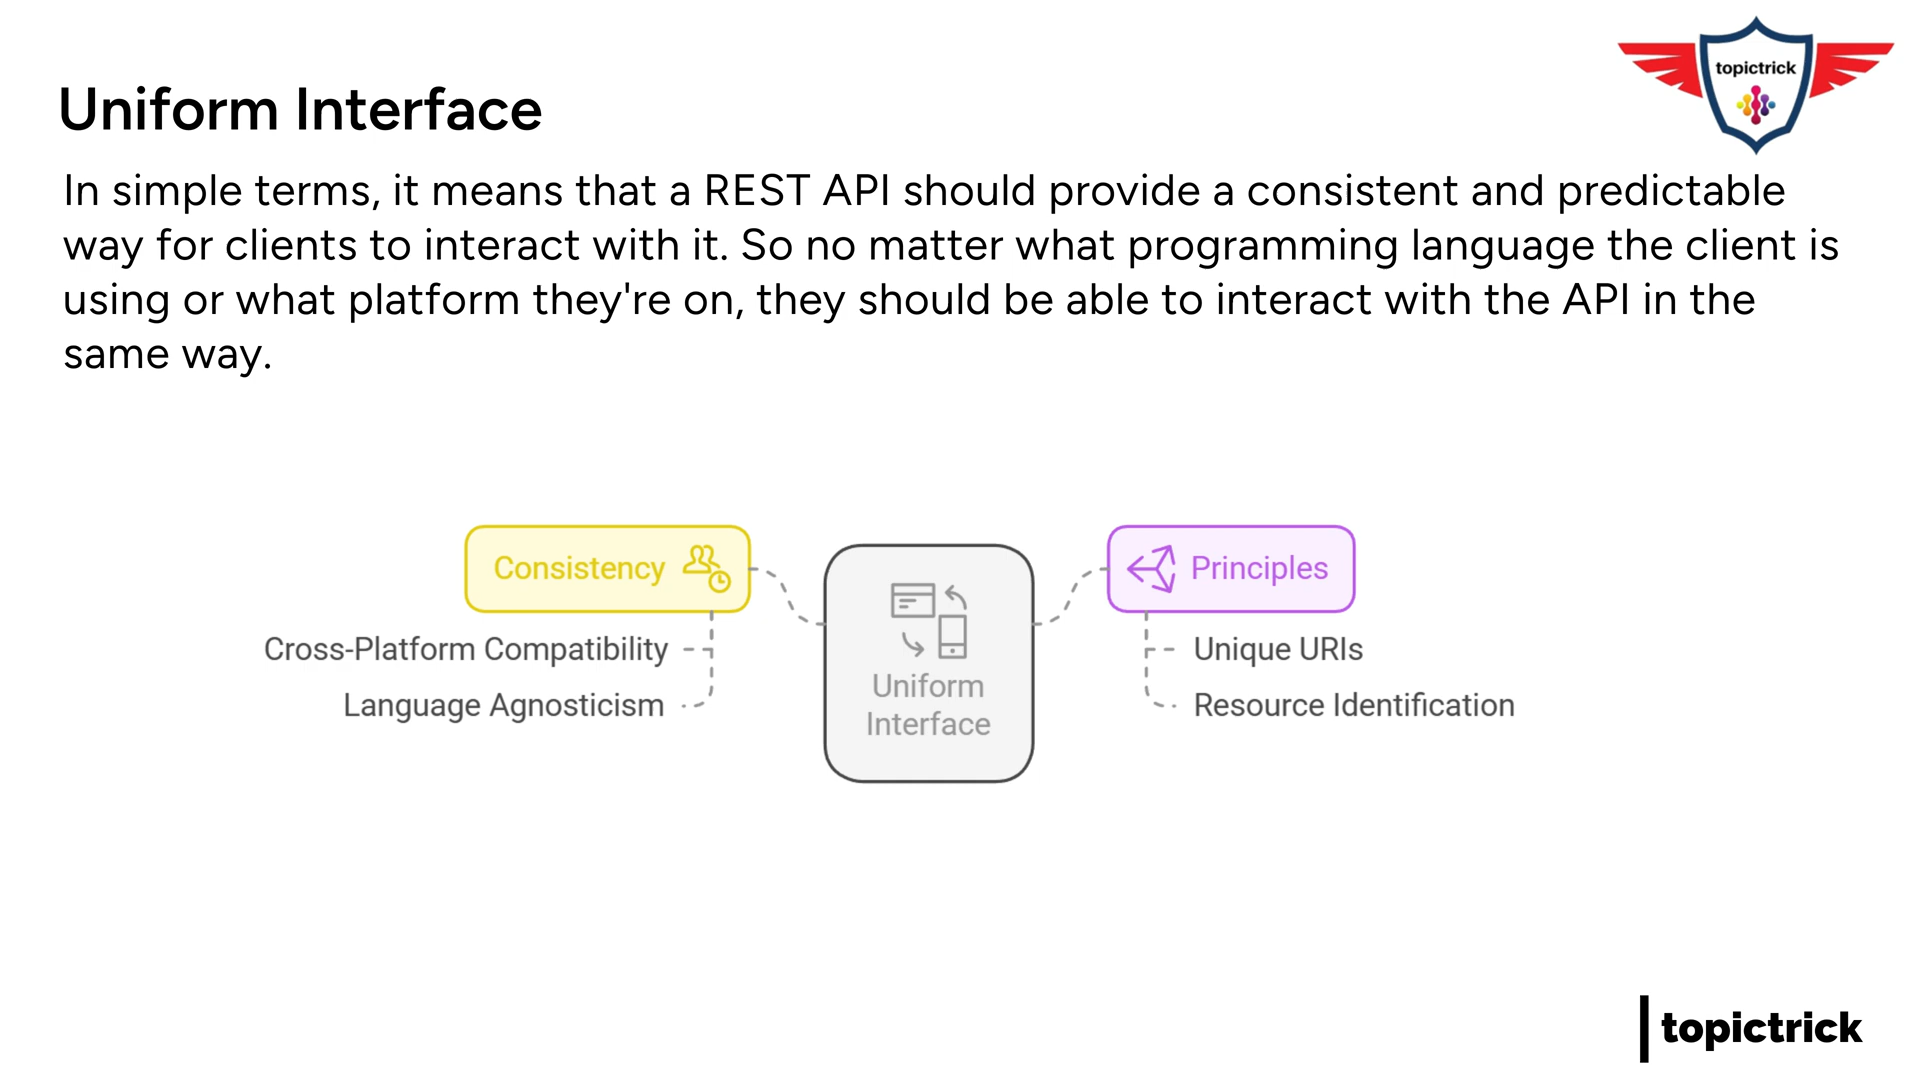 topictrick
Uniform Interface
In simple terms, it means that a REST API should provide a consistent and predictable
way for clients to interact with it. So no matter what programming language the client is
using or what platform they're on, they should be able to interact with the API in the
same way.
Consistency
Cross-Platform Compatibility
Language Agnosticism
Uniform
Interface
Principles
Unique URIs
Resource Identification
topictrick